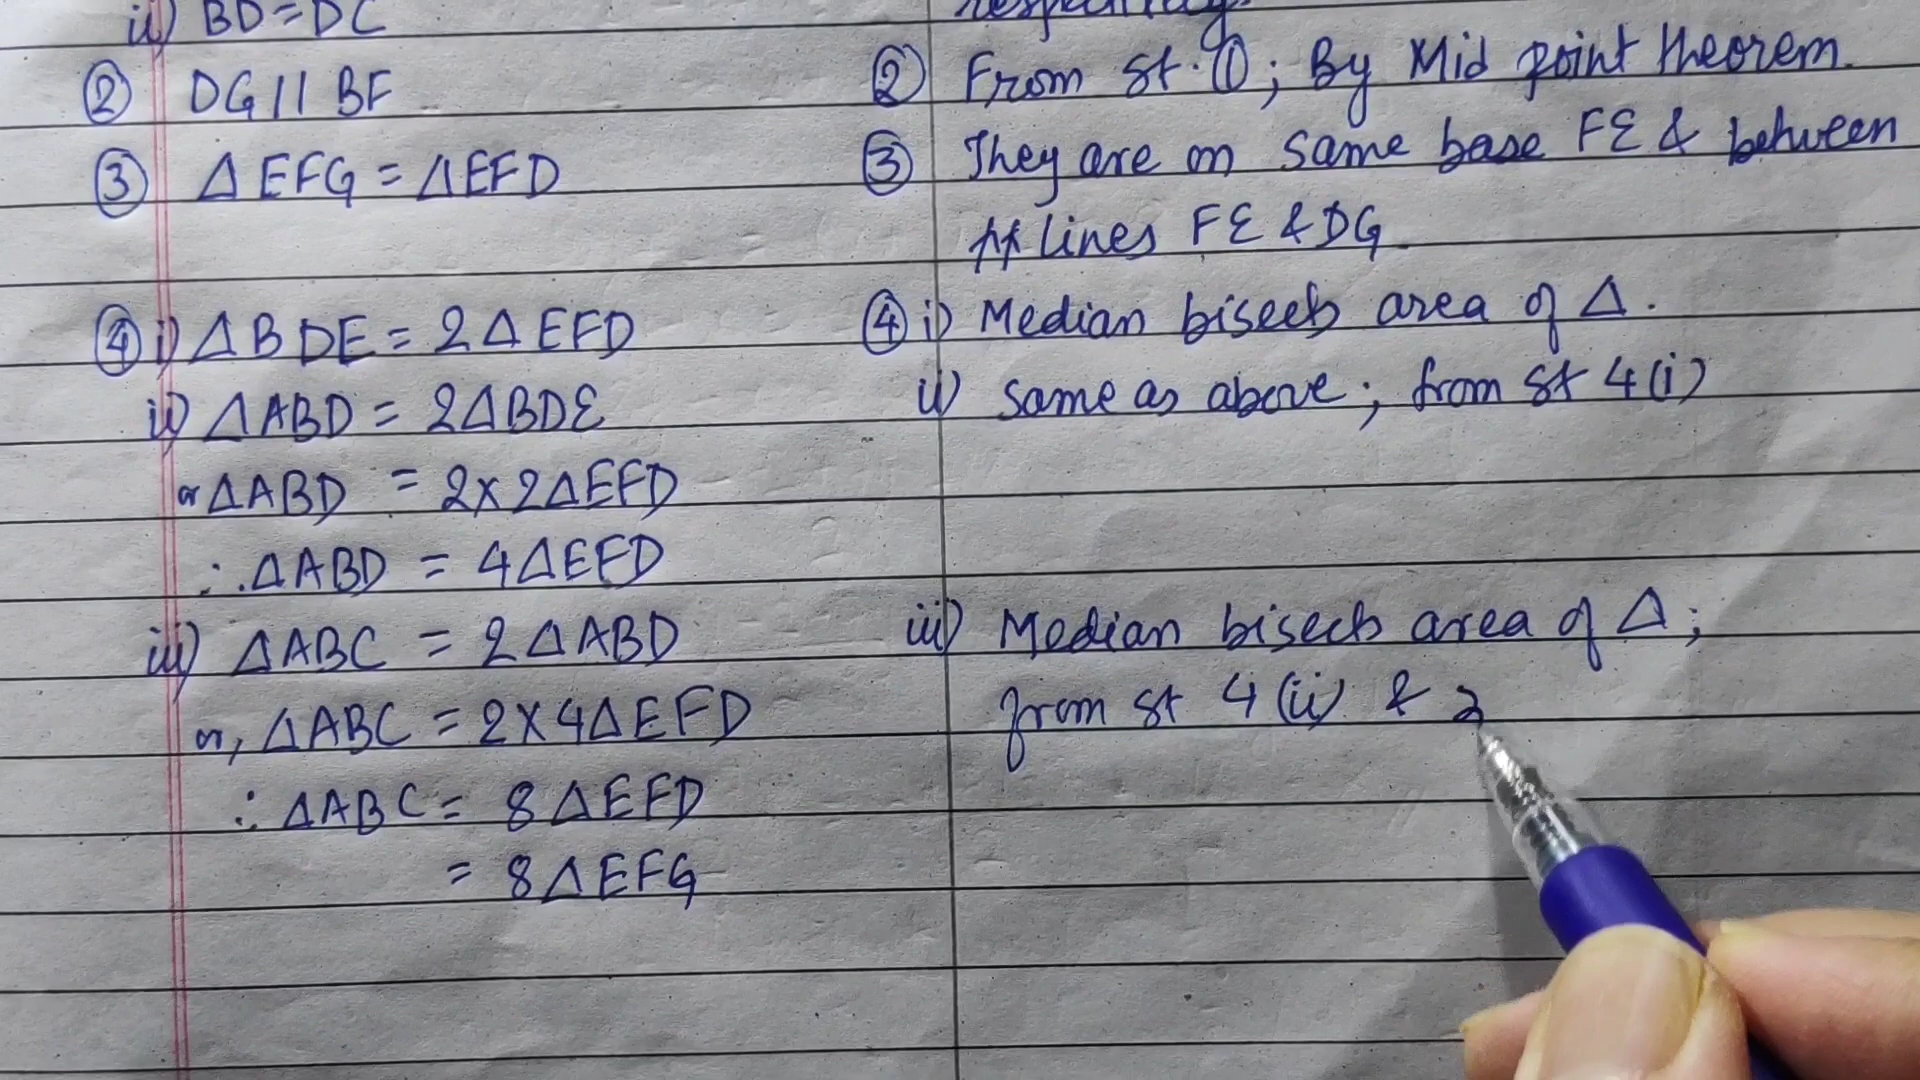 ii) BD=DC
respectively.
② DG||BF
② From st.①; By Mid point theorem.
③ ΔEFG = ΔEFD
③ They are on same base FE & between
|| lines FE & DG
④ i) ΔBDE = 2ΔEFD
④ i) Median bisects area of Δ.
ii) ΔABD = 2ΔBDE
ii) Same as above; from st 4(i)
or ΔABD = 2×2ΔEFD
∴ ΔABD = 4ΔEFD
iii) ΔABC = 2ΔABD
iii) Median bisects area of Δ;
or, ΔABC = 2×4ΔEFD
from st 4(ii) & 3
∴ ΔABC = 8ΔEFD
= 8ΔEFG